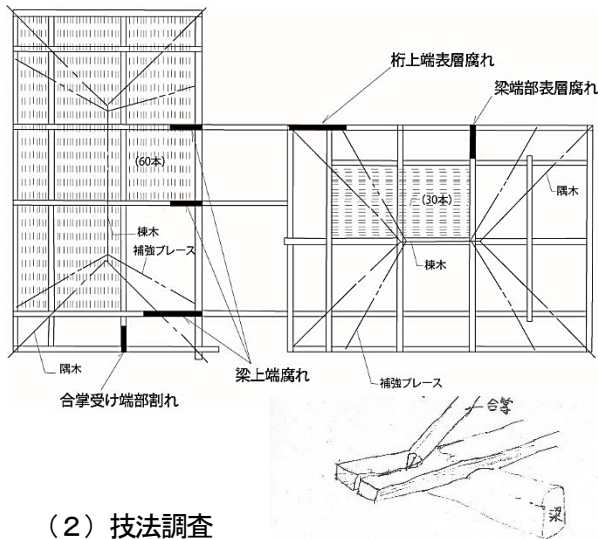 桁上端表層腐れ
梁端部表層腐れ
(60本)
(30本)
隅木
棟木
補強ブレース
棟木
隅木
梁上端腐れ
補強ブレース
合掌受け端部割れ
合掌
梁
（２）技法調査